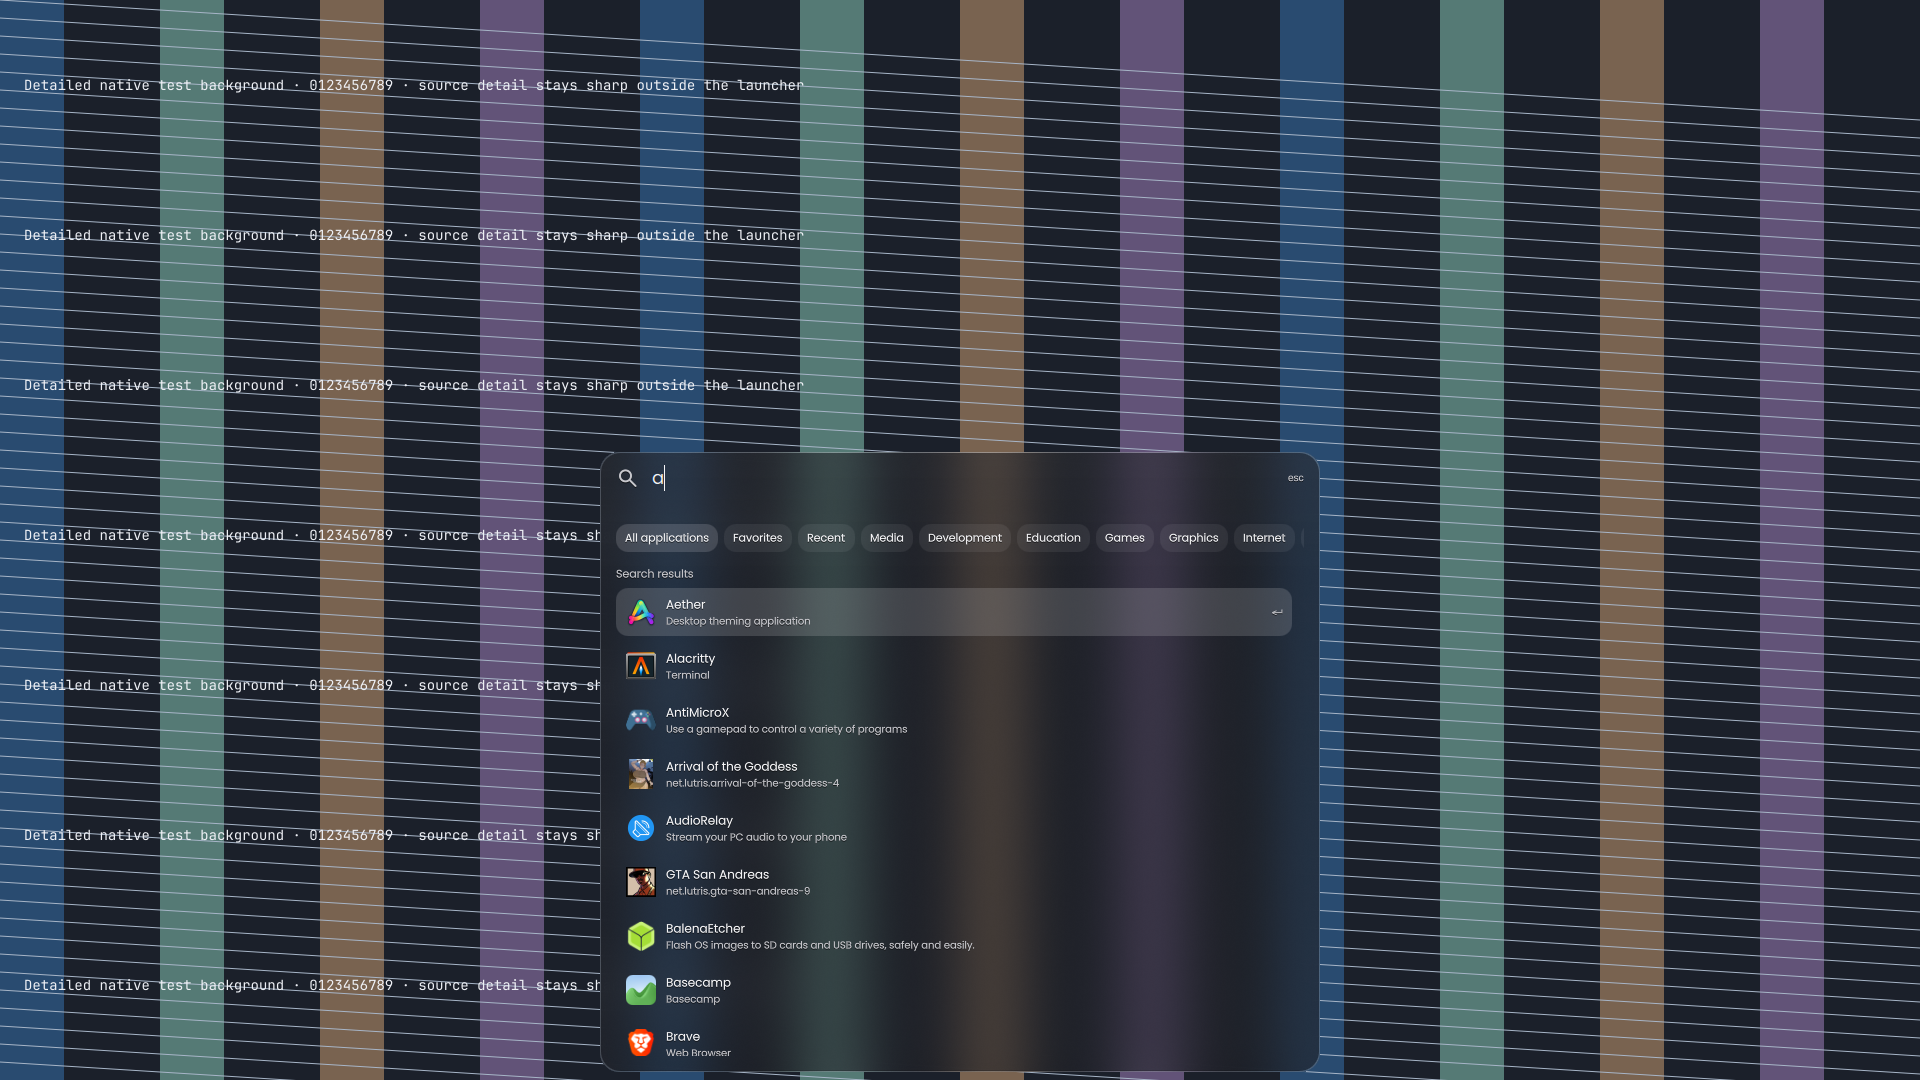 Detailed native test background · 0123456789 · source detail stays sharp outside the launcher
Detailed native test background · 0123456789 · source detail stays sharp outside the launcher
Detailed native test background · 0123456789 · source detail stays sharp outside the launcher
a
esc
Detailed native test background · 0123456789 · source detail stays sh
All applications Favorites Recent Media Development Education Games Graphics Internet
Search results
Aether
Desktop theming application
Alacritty
Terminal
Detailed native test background · 0123456789 · source detail stays sh
AntiMicroX
Use a gamepad to control a variety of programs
Arrival of the Goddess
net.lutris.arrival-of-the-goddess-4
AudioRelay
Stream your PC audio to your phone
Detailed native test background · 0123456789 · source detail stays sh
GTA San Andreas
net.lutris.gta-san-andreas-9
BalenaEtcher
Flash OS images to SD cards and USB drives, safely and easily.
Basecamp
Basecamp
Detailed native test background · 0123456789 · source detail stays sh
Brave
Web Browser